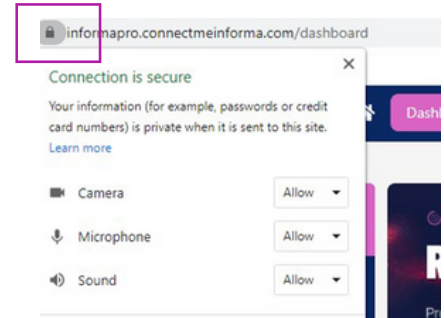 informapro.connectmeinforma.com/dashboard
Connection is secure
Your information (for example, passwords or credit
card numbers) is private when it is sent to this site.
Learn more
Camera Allow
Microphone Allow
Sound Allow